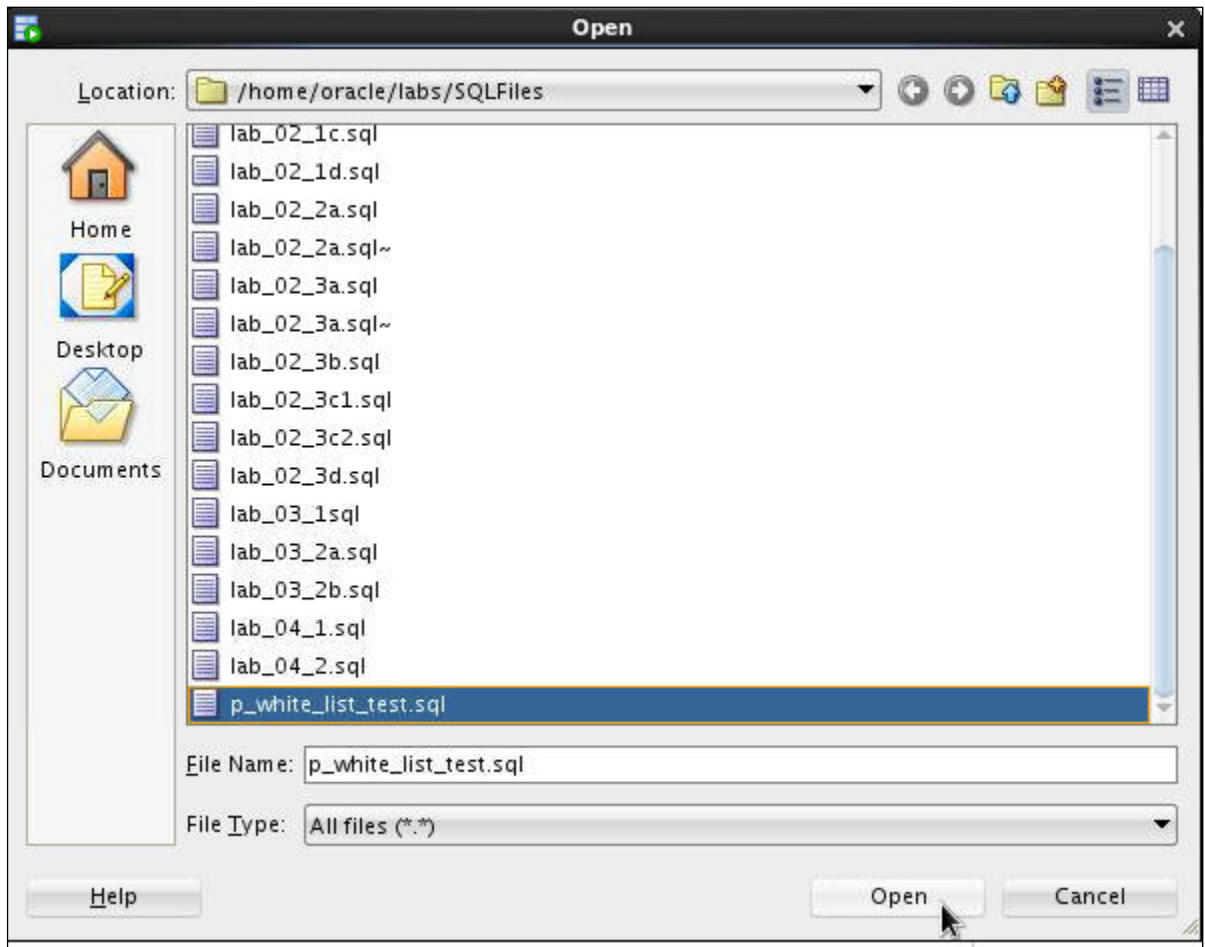 Open
Location: /home/oracle/labs/SQLFiles
Home
Desktop
Documents
lab_02_1c.sql
lab_02_1d.sql
lab_02_2a.sql
lab_02_2a.sql~
lab_02_3a.sql
lab_02_3a.sql~
lab_02_3b.sql
lab_02_3c1.sql
lab_02_3c2.sql
lab_02_3d.sql
lab_03_1sql
lab_03_2a.sql
lab_03_2b.sql
lab_04_1.sql
lab_04_2.sql
p_white_list_test.sql
File Name: p_white_list_test.sql
File Type: All files (*.*)
Help Open Cancel